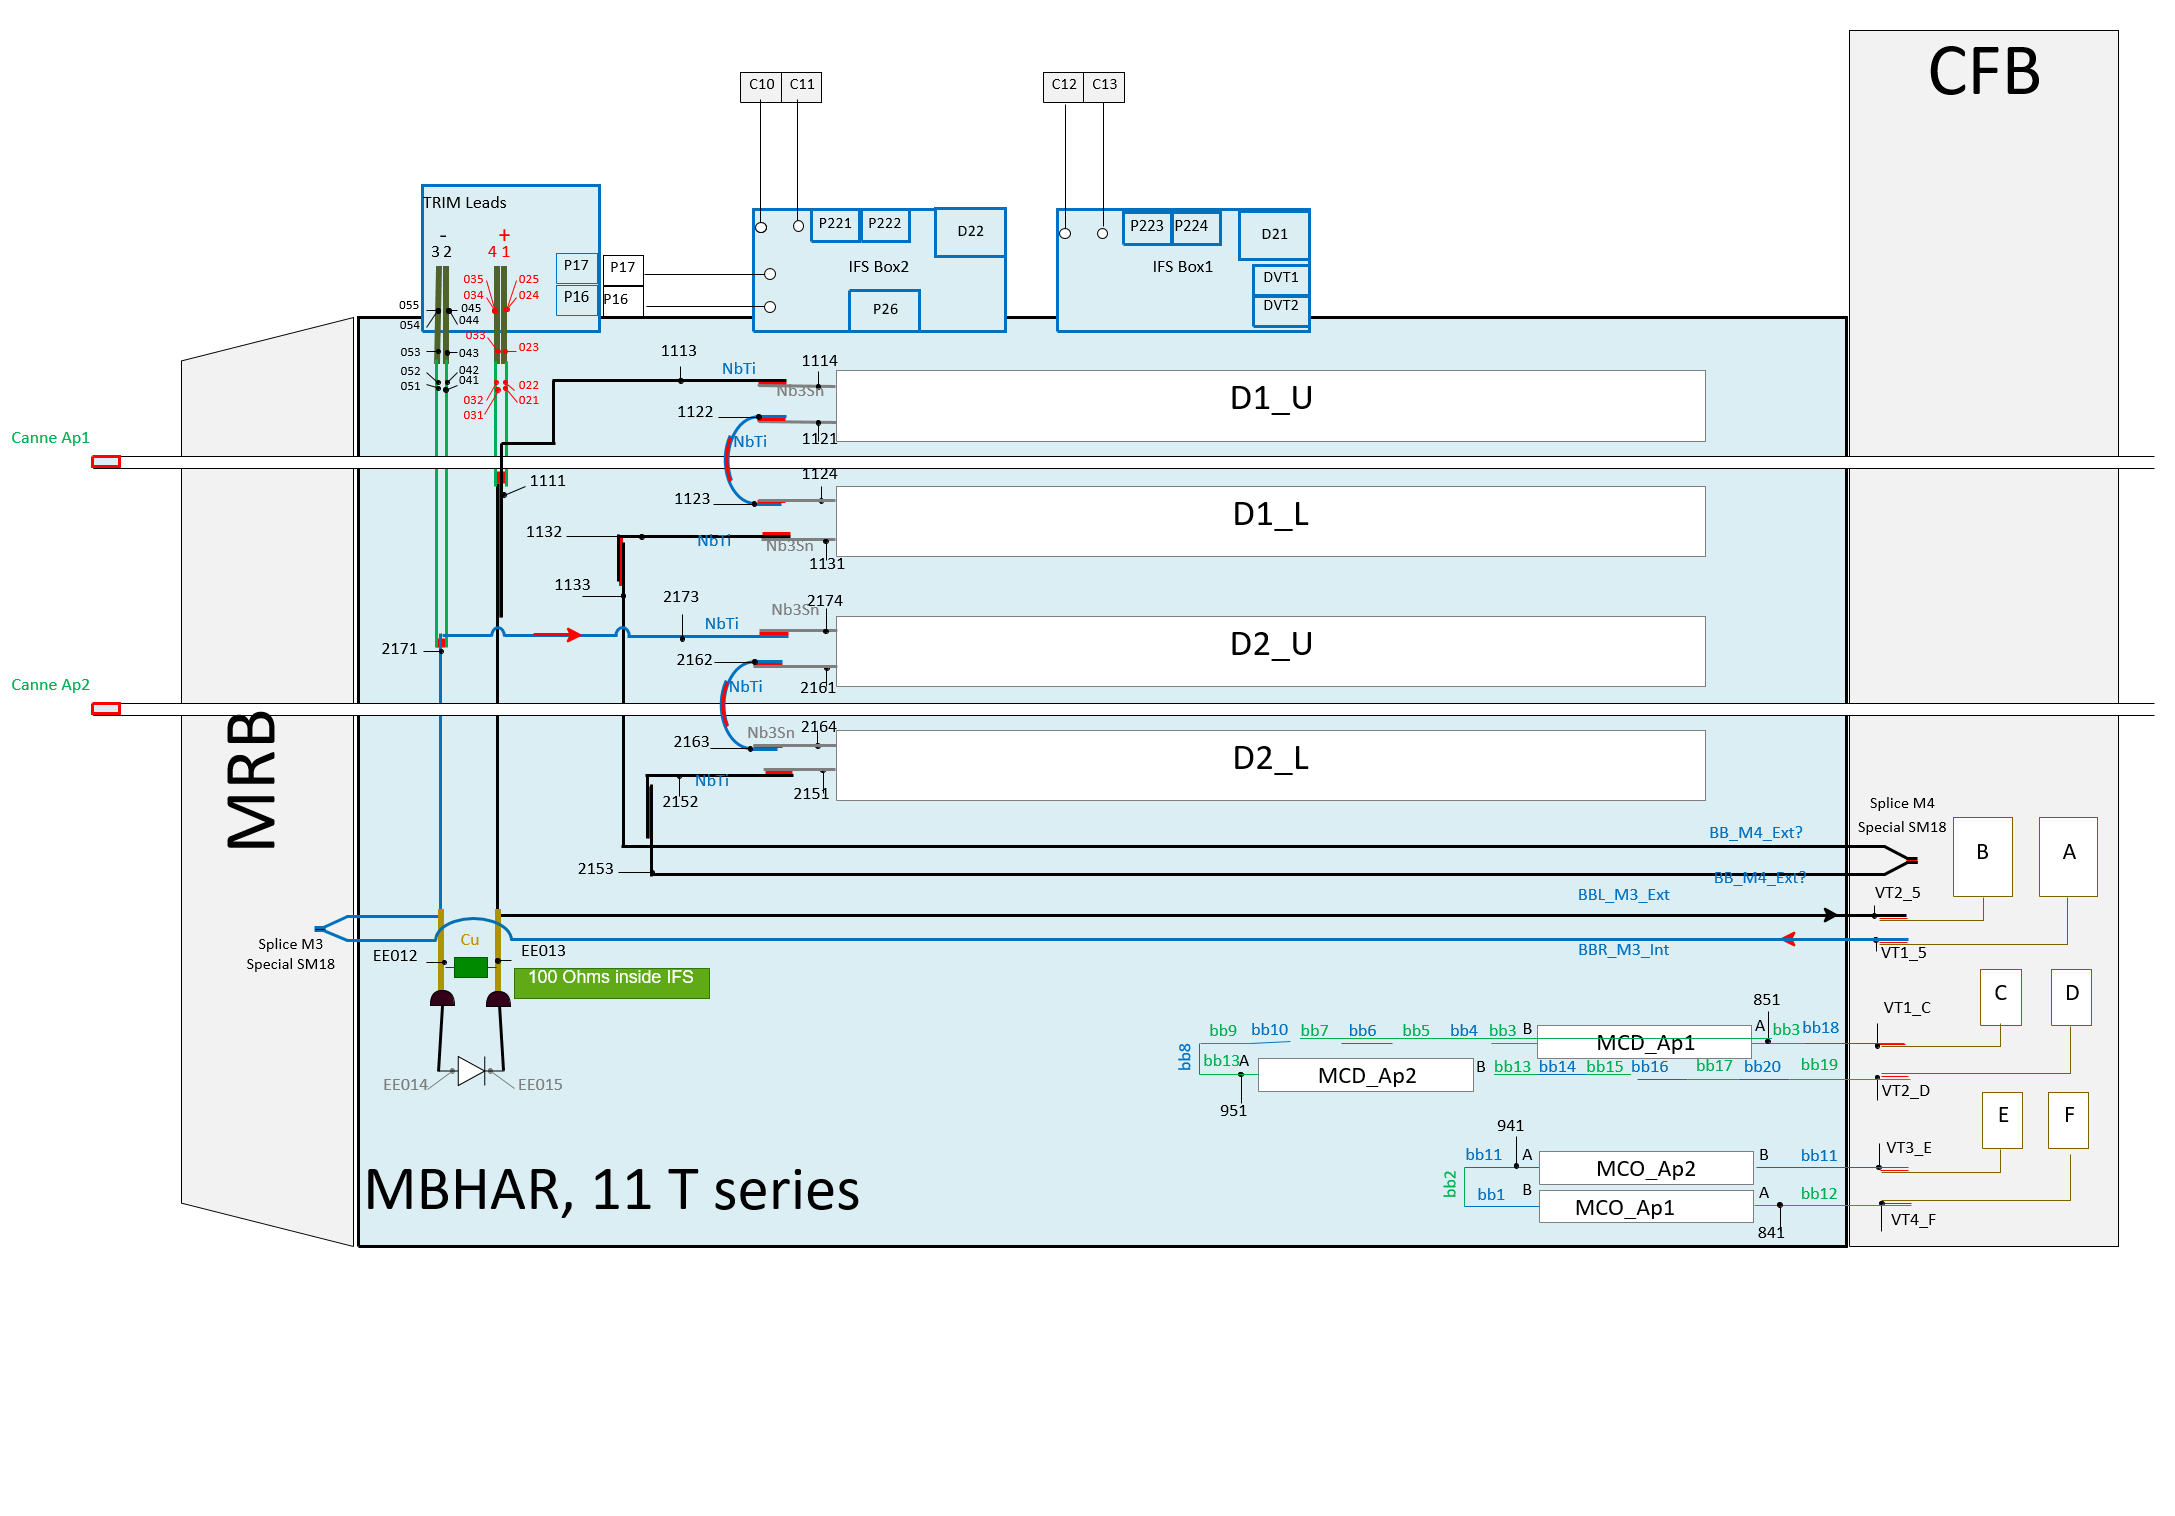 CFB
C10
C11
C12
C13
TRIM Leads
-
+
3 2
4 1
P17
P16
P17
P16
P221
P222
D22
IFS Box2
P26
P223
P224
D21
IFS Box1
DVT1
DVT2
035
025
034
024
055
045
054
044
033
023
053
043
052
042
051
041
022
032
021
031
1113
NbTi
1114
Nb3Sn
D1_U
1122
NbTi
1121
Canne Ap1
1111
1124
1123
D1_L
1132
NbTi
Nb3Sn
1131
1133
2173
Nb3Sn
2174
NbTi
D2_U
2171
2162
NbTi
2161
Canne Ap2
MRB
Nb3Sn
2164
2163
D2_L
NbTi
2152
2151
2153
Splice M4
Special SM18
BB_M4_Ext?
BB_M4_Ext?
B
A
VT2_5
BBL_M3_Ext
BBR_M3_Int
VT1_5
Splice M3
Special SM18
Cu
EE012
EE013
100 Ohms inside IFS
EE014
EE015
C
D
851
VT1_C
bb9
bb10
bb7
bb6
bb5
bb4
bb3
B
MCD_Ap1
A
bb3
bb18
bb8
bb13
A
MCD_Ap2
B
bb13
bb14
bb15
bb16
bb17
bb20
bb19
VT2_D
951
E
F
941
VT3_E
bb11
A
MCO_Ap2
B
bb11
bb2
bb1
B
MCO_Ap1
A
bb12
VT4_F
841
MBHAR, 11 T series